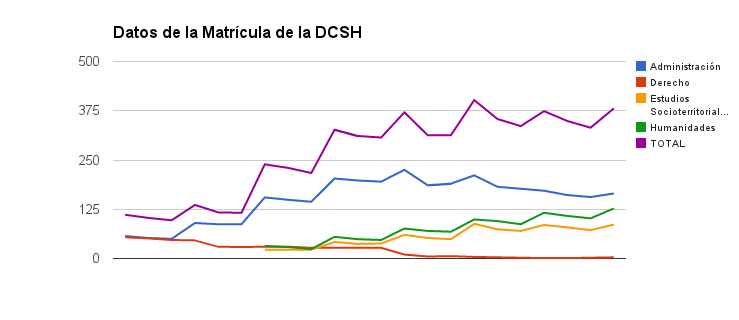 Datos de la Matrícula de la DCSH
500
375
250
125
0
Administración
Derecho
Estudios
Socioterritorial...
Humanidades
TOTAL